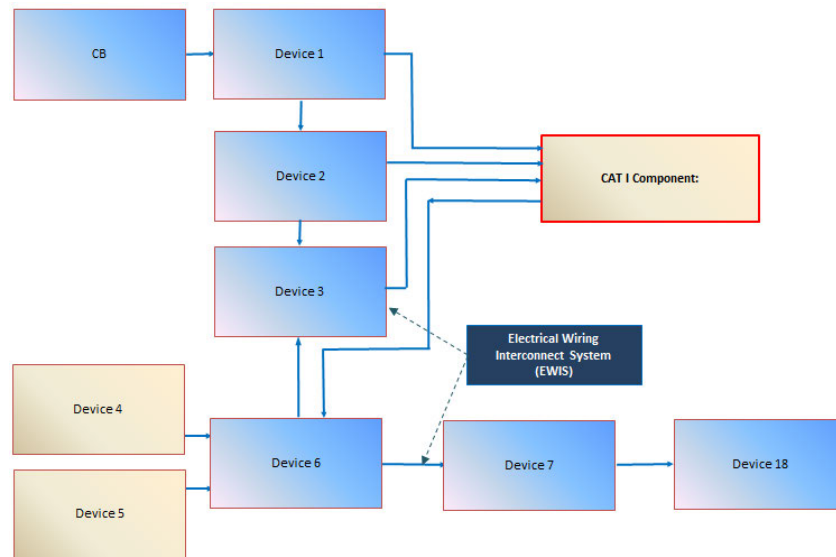 CB
Device 1
Device 2
CAT I Component:
Device 3
Electrical Wiring
Interconnect System
(EWIS)
Device 4
Device 6
Device 7
Device 18
Device 5